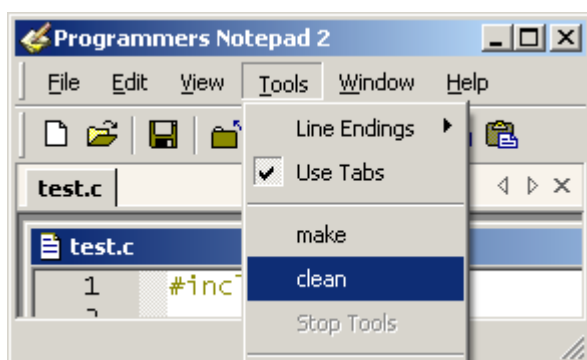 Programmers Notepad 2
File Edit View Tools Window Help
Line Endings
test.c
Use Tabs
make
test.c
clean
1 #inc
Stop Tools